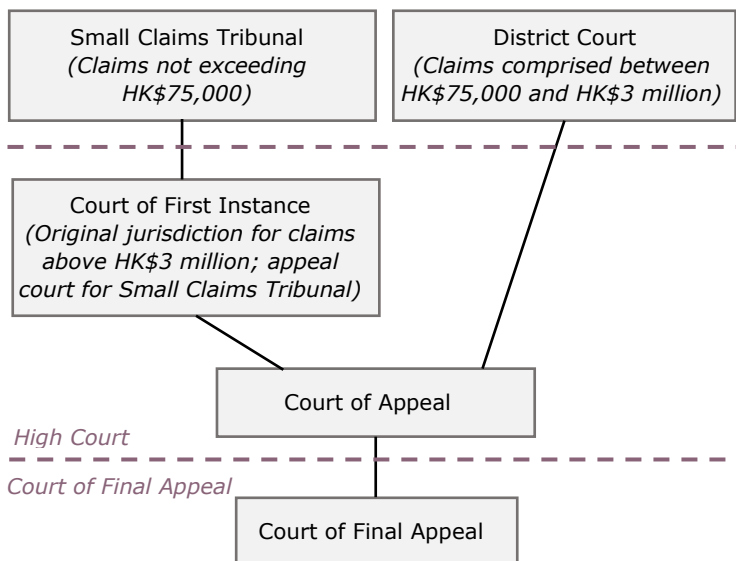 Small Claims Tribunal
(Claims not exceeding
HK$75,000)
District Court
(Claims comprised between
HK$75,000 and HK$3 million)
Court of First Instance
(Original jurisdiction for claims
above HK$3 million; appeal
court for Small Claims Tribunal)
Court of Appeal
High Court
Court of Final Appeal
Court of Final Appeal